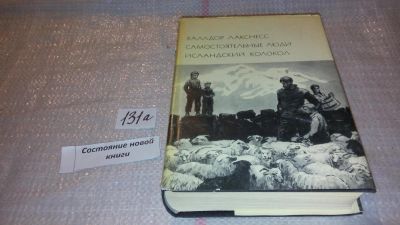 ХАЛЛДОР ЛАКСНЕСС
САМОСТОЯТЕЛЬНЫЕ ЛЮДИ
ИСЛАНДСКИЙ КОЛОКОЛ
131а
Состояние новой
книги